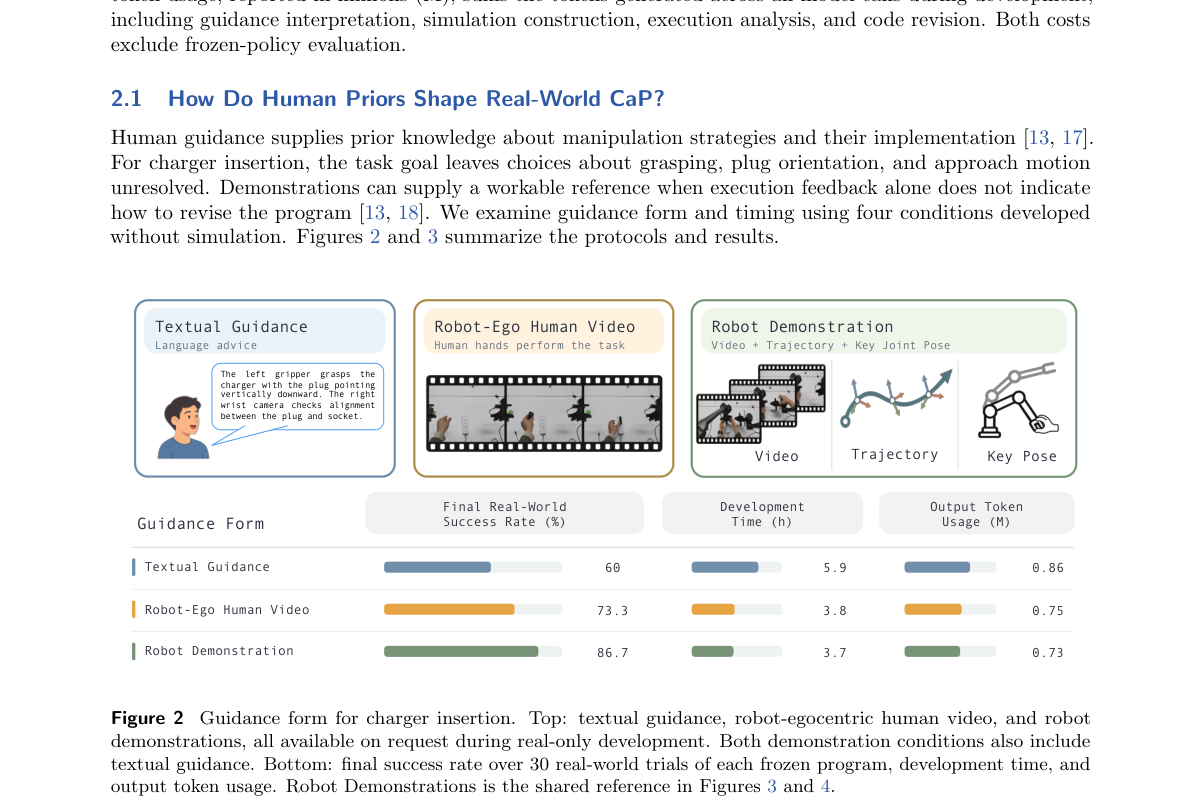 including guidance interpretation, simulation construction, execution analysis, and code revision. Both costs
exclude frozen-policy evaluation.
2.1 How Do Human Priors Shape Real-World CaP?
Human guidance supplies prior knowledge about manipulation strategies and their implementation [13, 17].
For charger insertion, the task goal leaves choices about grasping, plug orientation, and approach motion
unresolved. Demonstrations can supply a workable reference when execution feedback alone does not indicate
how to revise the program [13, 18]. We examine guidance form and timing using four conditions developed
without simulation. Figures 2 and 3 summarize the protocols and results.
Textual Guidance
Language advice
The left gripper grasps the
charger with the plug pointing
vertically downward. The right
wrist camera checks alignment
between the plug and socket.
Robot-Ego Human Video
Human hands perform the task
Robot Demonstration
Video + Trajectory + Key Joint Pose
Video
Trajectory
Key Pose
Guidance Form
Final Real-World
Success Rate (%)
Development
Time (h)
Output Token
Usage (M)
Textual Guidance 60 5.9 0.86
Robot-Ego Human Video 73.3 3.8 0.75
Robot Demonstration 86.7 3.7 0.73
Figure 2 Guidance form for charger insertion. Top: textual guidance, robot-egocentric human video, and robot
demonstrations, all available on request during real-only development. Both demonstration conditions also include
textual guidance. Bottom: final success rate over 30 real-world trials of each frozen program, development time, and
output token usage. Robot Demonstrations is the shared reference in Figures 3 and 4.